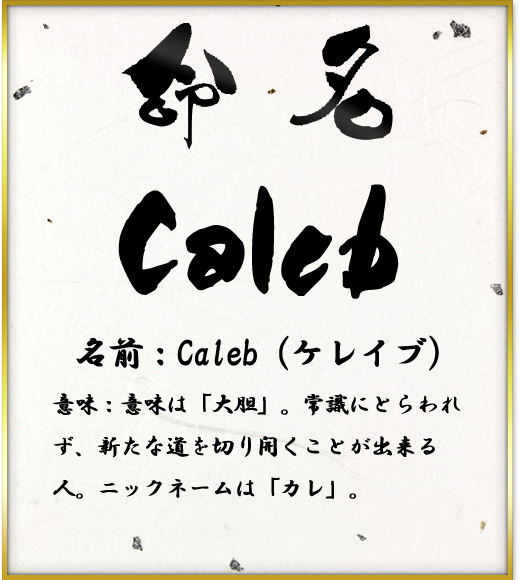 命名
Caleb
名前：Caleb（ケレイブ）
意味：意味は「大胆」。常識にとらわれ
ず、新たな道を切り開くことが出来る
人。ニックネームは「カレ」。